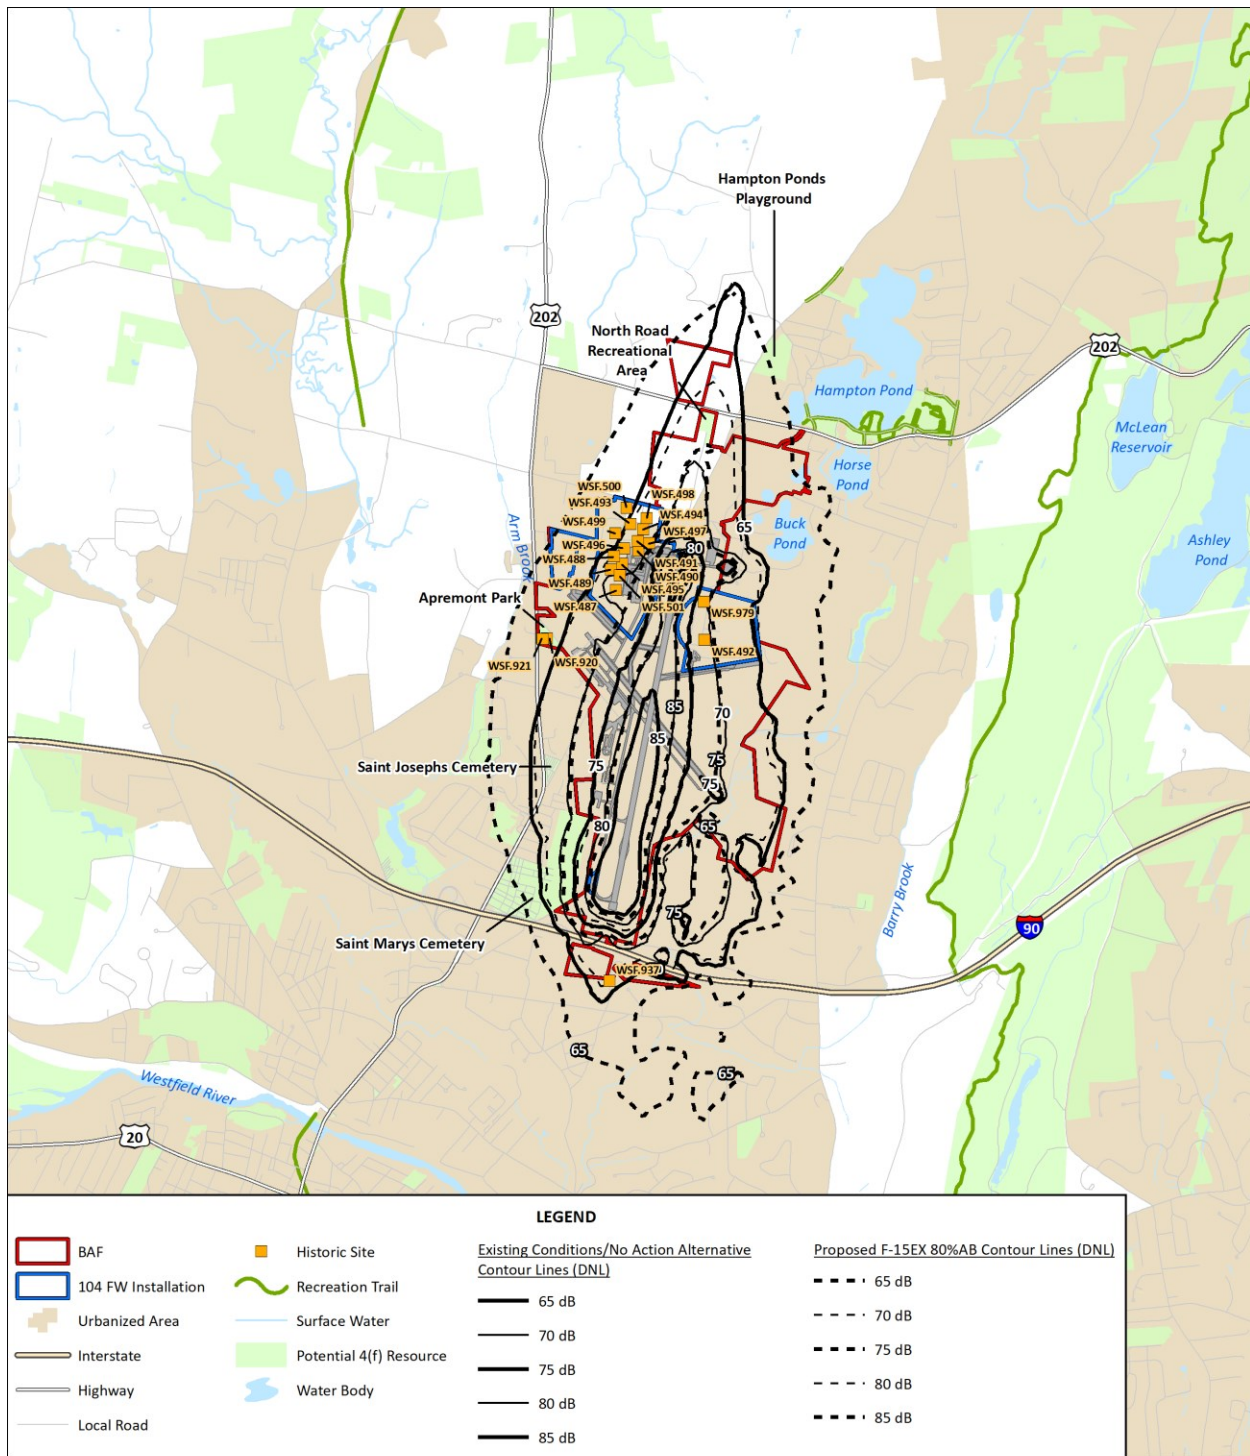 Hampton Ponds
Playground
202
North Road
Recreational
Area
202
Hampton Pond
McLean
Reservoir
Horse
Pond
WSF.500
WSF.498
WSF.493
WSF.494
WSF.499
WSF.497
65
Buck
Pond
Arm Brook
WSF.496
80
Ashley
Pond
WSF.488
WSF.491
WSF.490
WSF.489
WSF.495
Apremont Park
WSF.487
WSF.501
WSF.979
WSF.492
WSF.921
WSF.920
85
70
85
75
75
Saint Josephs Cemetery
75
80
65
Barry Brook
75
90
Saint Marys Cemetery
WSF.937
65
65
Westfield River
20
LEGEND
BAF
104 FW Installation
Urbanized Area
Interstate
Highway
Local Road
Historic Site
Recreation Trail
Surface Water
Potential 4(f) Resource
Water Body
Existing Conditions/No Action Alternative
Contour Lines (DNL)
65 dB
70 dB
75 dB
80 dB
85 dB
Proposed F-15EX 80%AB Contour Lines (DNL)
65 dB
70 dB
75 dB
80 dB
85 dB